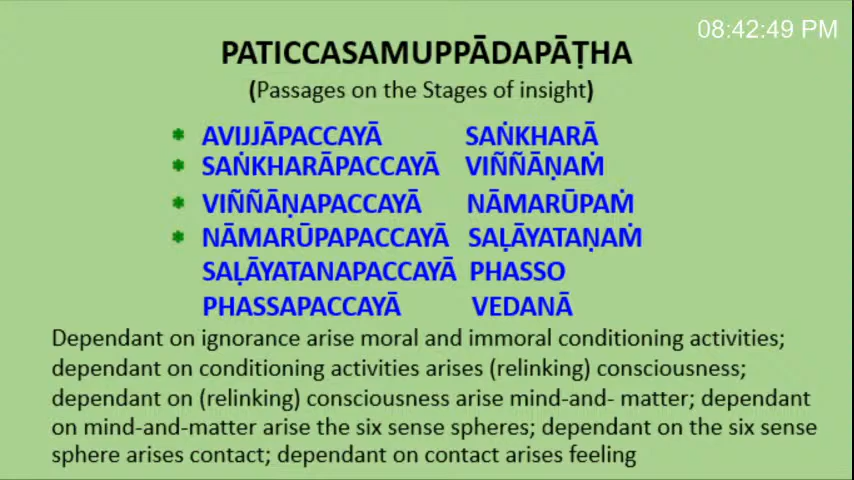 08:42:49 PM
PATICCASAMUPPĀDAPĀṬHA
(Passages on the Stages of insight)
* AVIJJĀPACCAYĀ SAṄKHARĀ
* SAṄKHARĀPACCAYĀ VIÑÑĀṆAṀ
* VIÑÑĀṆAPACCAYĀ NĀMARŪPAṀ
* NĀMARŪPAPACCAYĀ SAḶĀYATAṆAṀ
SAḶĀYATANAPACCAYĀ PHASSO
PHASSAPACCAYĀ VEDANĀ
Dependant on ignorance arise moral and immoral conditioning activities;
dependant on conditioning activities arises (relinking) consciousness;
dependant on (relinking) consciousness arise mind-and- matter; dependant
on mind-and-matter arise the six sense spheres; dependant on the six sense
sphere arises contact; dependant on contact arises feeling